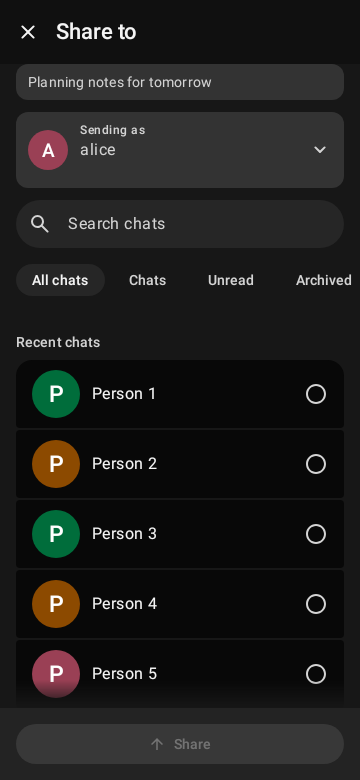 Share to
Planning notes for tomorrow
Sending as
A
alice
Search chats
All chats
Chats
Unread
Archived
Recent chats
P
Person 1
P
Person 2
P
Person 3
P
Person 4
P
Person 5
Share